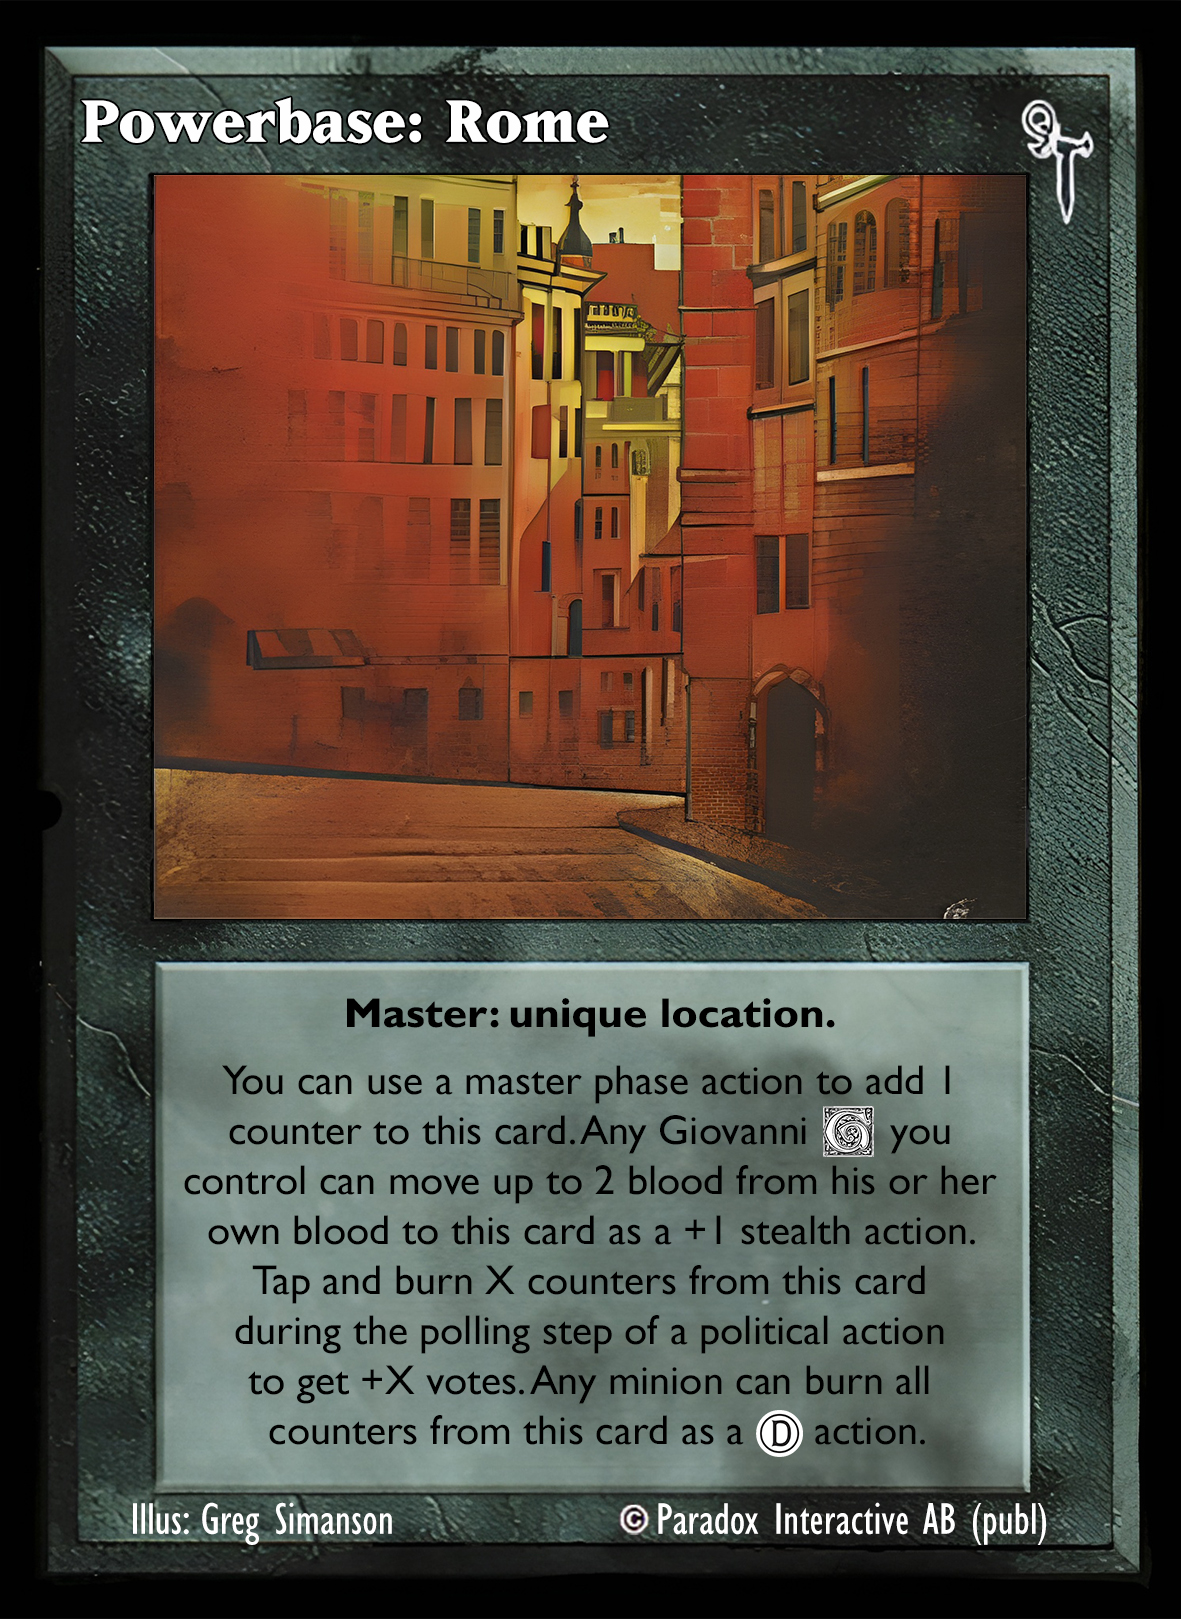 Powerbase: Rome
Master: unique location.
You can use a master phase action to add 1
counter to this card. Any Giovanni you
control can move up to 2 blood from his or her
own blood to this card as a +1 stealth action.
Tap and burn X counters from this card
during the polling step of a political action
to get +X votes. Any minion can burn all
counters from this card as a D action.
Illus: Greg Simanson
© Paradox Interactive AB (publ)